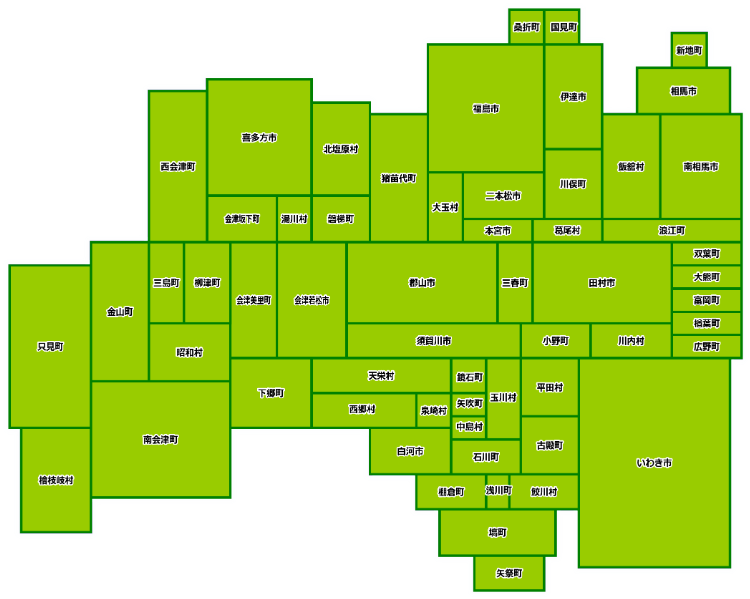 桑折町
国見町
新地町
相馬市
福島市
伊達市
喜多方市
北塩原村
西会津町
猪苗代町
飯舘村
南相馬市
川俣町
二本松市
大玉村
会津坂下町
湯川村
磐梯町
本宮市
葛尾村
浪江町
双葉町
大熊町
富岡町
楢葉町
広野町
三島町
柳津町
会津美里町
会津若松市
郡山市
三春町
田村市
金山町
只見町
昭和村
須賀川市
小野町
川内村
天栄村
鏡石町
玉川村
平田村
下郷町
西郷村
泉崎村
矢吹町
中島村
南会津町
白河市
石川町
古殿町
いわき市
檜枝岐村
棚倉町
浅川町
鮫川村
塙町
矢祭町